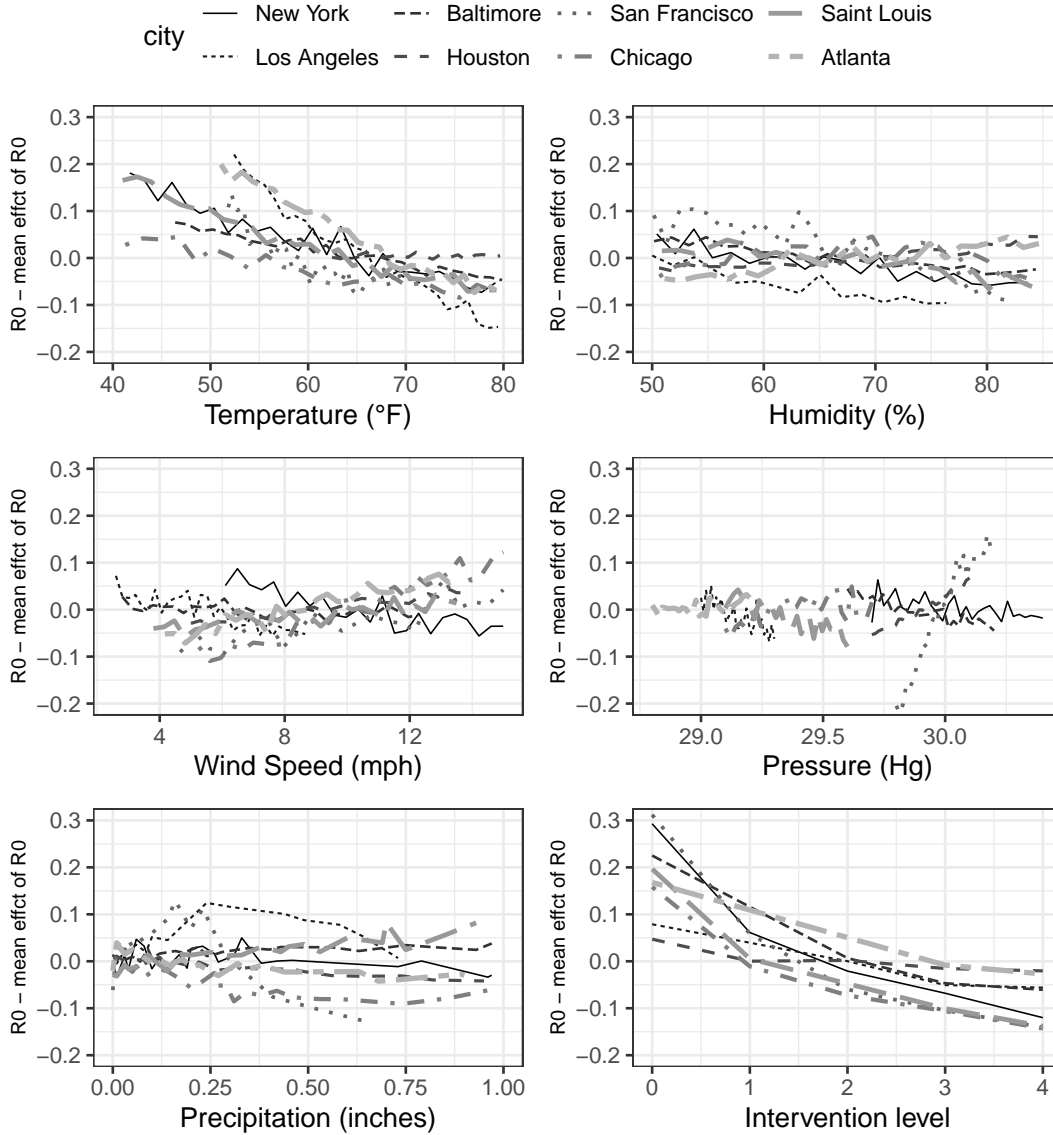 city
New York Baltimore San Francisco Saint Louis
Los Angeles Houston Chicago Atlanta
R0 − mean effct of R0
0.3
0.2
0.1
0.0
−0.1
−0.2
40 50 60 70 80
Temperature (°F)
R0 − mean effct of R0
0.3
0.2
0.1
0.0
−0.1
−0.2
50 60 70 80
Humidity (%)
R0 − mean effct of R0
0.3
0.2
0.1
0.0
−0.1
−0.2
4 8 12
Wind Speed (mph)
R0 − mean effct of R0
0.3
0.2
0.1
0.0
−0.1
−0.2
29.0 29.5 30.0
Pressure (Hg)
R0 − mean effct of R0
0.3
0.2
0.1
0.0
−0.1
−0.2
0.00 0.25 0.50 0.75 1.00
Precipitation (inches)
R0 − mean effct of R0
0.3
0.2
0.1
0.0
−0.1
−0.2
0 1 2 3 4
Intervention level